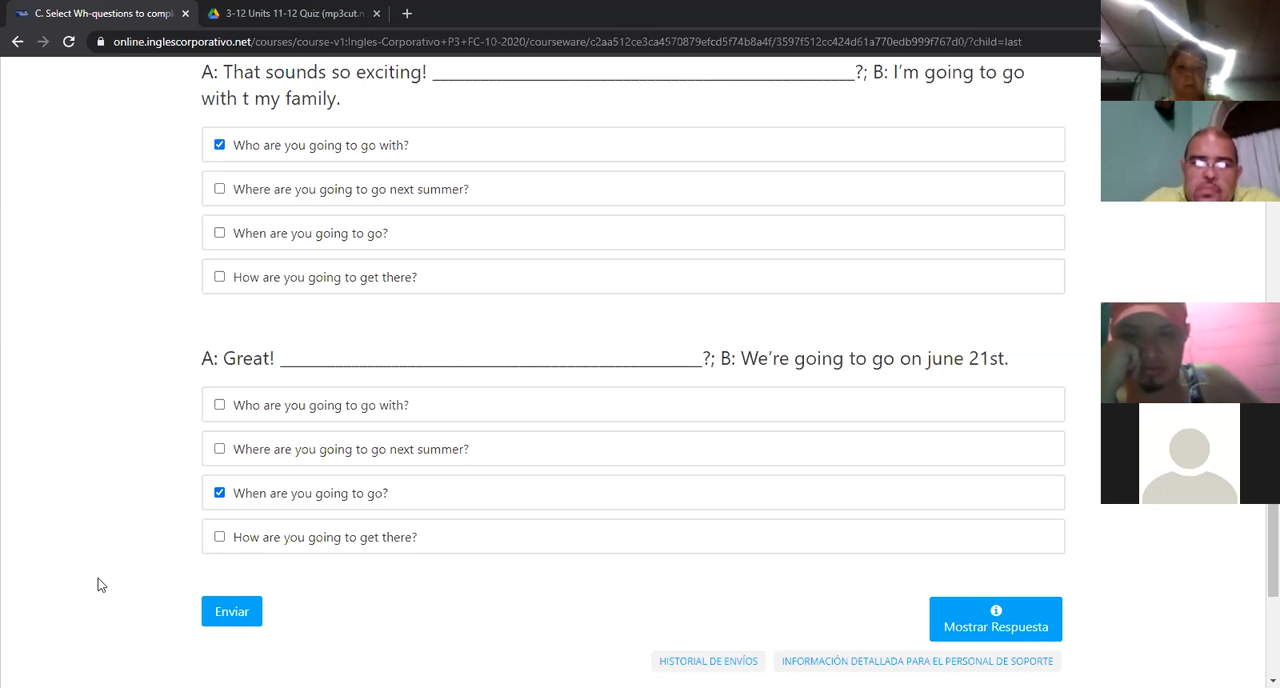 C. Select Wh-questions to compl
3-12 Units 11-12 Quiz (mp3cut.n
online.inglescorporativo.net/courses/course-v1:Ingles-Corporativo+P3+FC-10-2020/courseware/c2aa512ce3ca4570879efcd5f74b8a4f/3597f512cc424d61a770edb999f767d0/?child=last
A: That sounds so exciting! ______________________________________________?; B: I’m going to go
with t my family.
Who are you going to go with?
Where are you going to go next summer?
When are you going to go?
How are you going to get there?
A: Great! ______________________________________________?; B: We’re going to go on june 21st.
Who are you going to go with?
Where are you going to go next summer?
When are you going to go?
How are you going to get there?
Enviar
Mostrar Respuesta
HISTORIAL DE ENVÍOS
INFORMACIÓN DETALLADA PARA EL PERSONAL DE SOPORTE